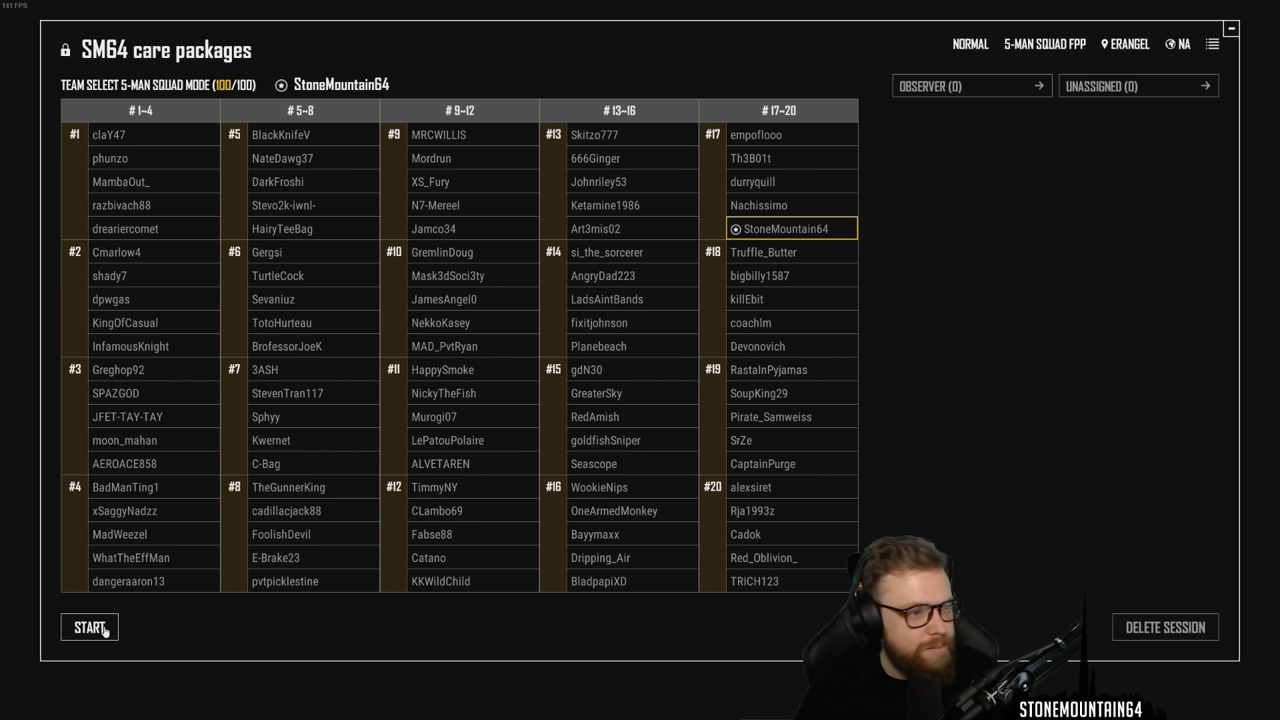 141 FPS
SM64 care packages
NORMAL 5-MAN SQUAD FPP ERANGEL NA
TEAM SELECT 5-MAN SQUAD MODE (100/100) StoneMountain64
OBSERVER (0) UNASSIGNED (0)
# 1~4 # 5~8 # 9~12 # 13~16 # 17~20
#1 claY47 #5 BlackKnifeV #9 MRCWILLIS #13 Skitzo777 #17 empoflooo
phunzo NateDawg37 Mordrun 666Ginger Th3B01t
MambaOut_ DarkFroshi XS_Fury Johnriley53 durryquill
razbivach88 Stevo2k-iwnl- N7-Mereel Ketamine1986 Nachissimo
dreariercomet HairyTeeBag Jamco34 Art3mis02 StoneMountain64
#2 Cmarlow4 #6 Gergsi #10 GremlinDoug #14 si_the_sorcerer #18 Truffle_Butter
shady7 TurtleCock Mask3dSoci3ty AngryDad223 bigbilly1587
dpwgas Sevaniuz JamesAngel0 LadsAintBands killEbit
KingOfCasual TotoHurteau NekkoKasey fixitjohnson coachlm
InfamousKnight BrofessorJoeK MAD_PvtRyan Planebeach Devonovich
#3 Greghop92 #7 3ASH #11 HappySmoke #15 gdN30 #19 RastaInPyjamas
SPAZGOD StevenTran117 NickyTheFish GreaterSky SoupKing29
JFET-TAY-TAY Sphyy Murogi07 RedAmish Pirate_Samweiss
moon_mahan Kwernet LePatouPolaire goldfishSniper SrZe
AEROACE858 C-Bag ALVETAREN Seascope CaptainPurge
#4 BadManTing1 #8 TheGunnerKing #12 TimmyNY #16 WookieNips #20 alexsiret
xSaggyNadzz cadillacjack88 CLambo69 OneArmedMonkey Rja1993z
MadWeezel FoolishDevil Fabse88 Bayymaxx Cadok
WhatTheEffMan E-Brake23 Catano Dripping_Air Red_Oblivion_
dangeraaron13 pvtpicklestine KKWildChild BladpapiXD TRICH123
START DELETE SESSION
STONEMOUNTAIN64